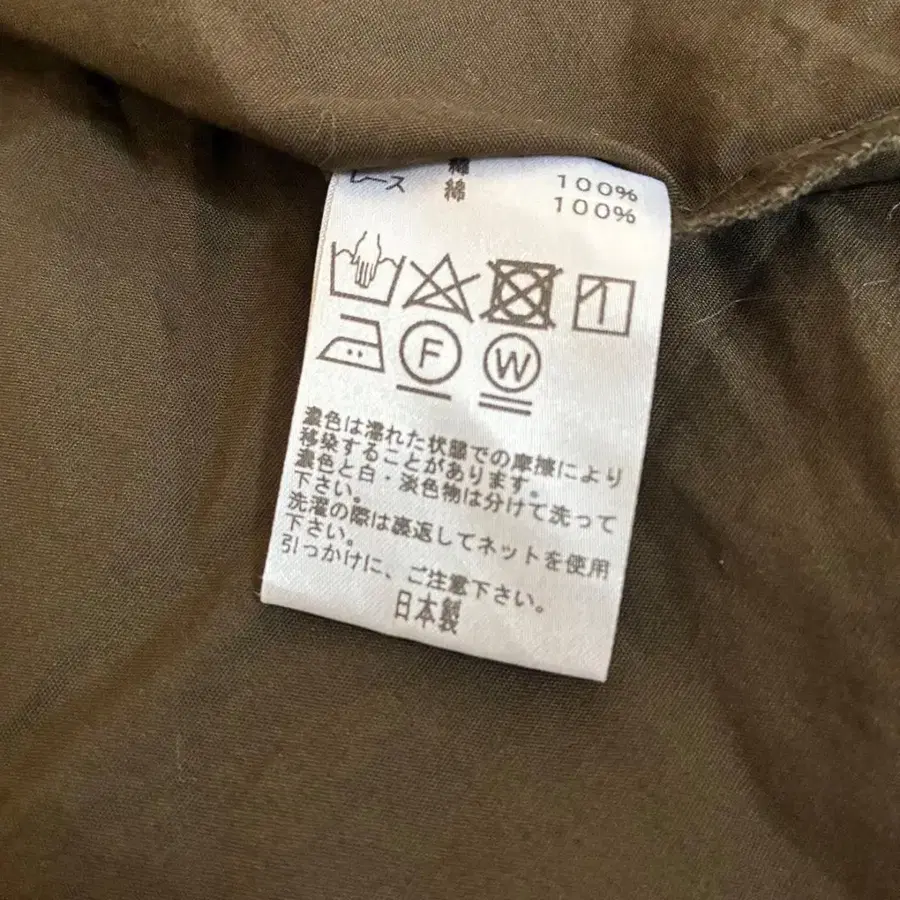 綿 100%
レース 綿 100%
F W
濃色は濡れた状態での摩擦により
移染することがあります。
濃色と白・淡色物は分けて洗って
下さい。
洗濯の際は裏返してネットを使用
下さい。
引っかけに、ご注意下さい。
日本製